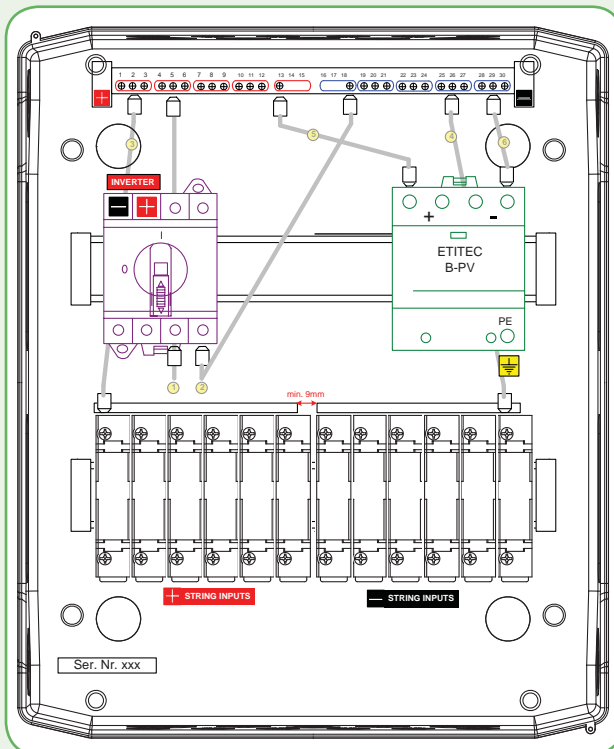 1 2 3 4 5 6 7 8 9 10 11 12 13 14 15 16 17 18 19 20 21 22 23 24 25 26 27 28 29 30
+ −
3 5 4 6
INVERTER
− +
I
O
+ -
ETITEC
B-PV
PE
1 2
min. 9mm
+ STRING INPUTS − STRING INPUTS
Ser. Nr. xxx